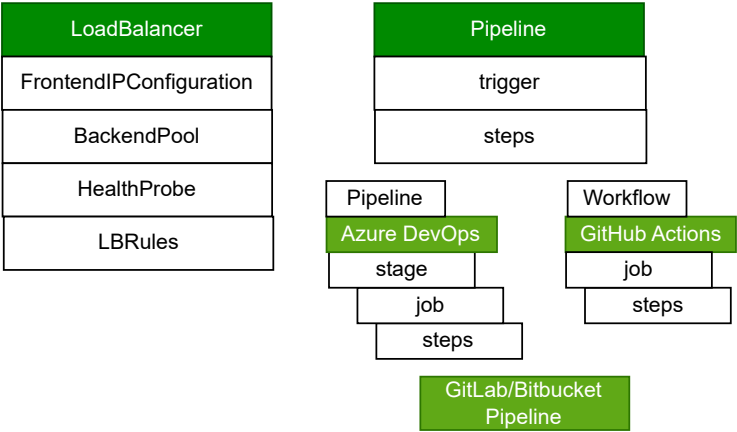 LoadBalancer
FrontendIPConfiguration
BackendPool
HealthProbe
LBRules
Pipeline
trigger
steps
Pipeline
Azure DevOps
stage
job
steps
Workflow
GitHub Actions
job
steps
GitLab/Bitbucket
Pipeline